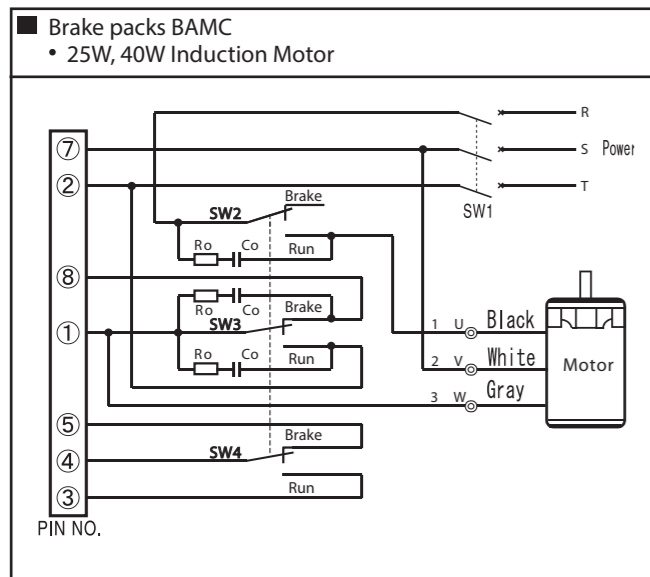 ■ Brake packs BAMC
• 25W, 40W Induction Motor
R
⑦
S Power
②
T
Brake
SW1
SW2
Ro Co Run
⑧
Ro Co Brake
①
SW3
1 U Black
Ro Co Run
2 V White
Motor
3 W Gray
⑤
Brake
④
SW4
③
Run
PIN NO.